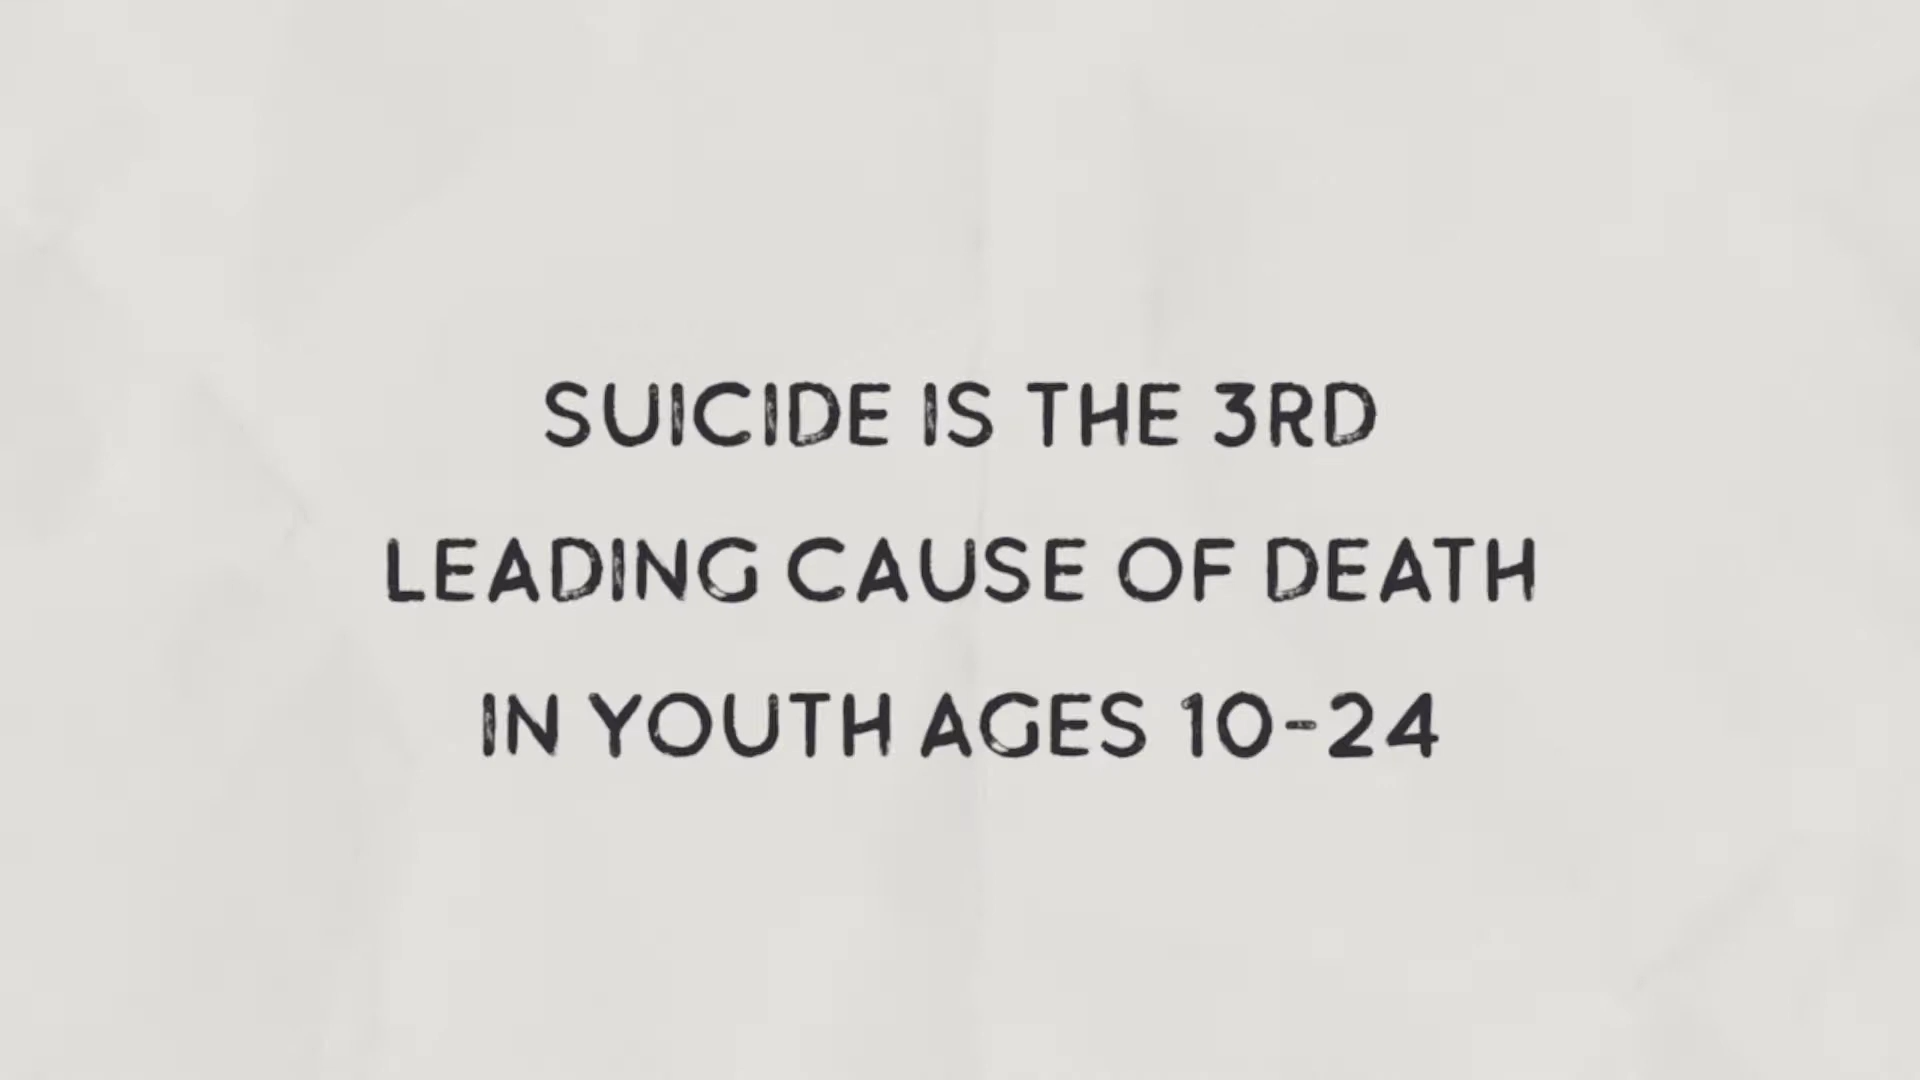 SUICIDE IS THE 3RD
LEADING CAUSE OF DEATH
IN YOUTH AGES 10-24